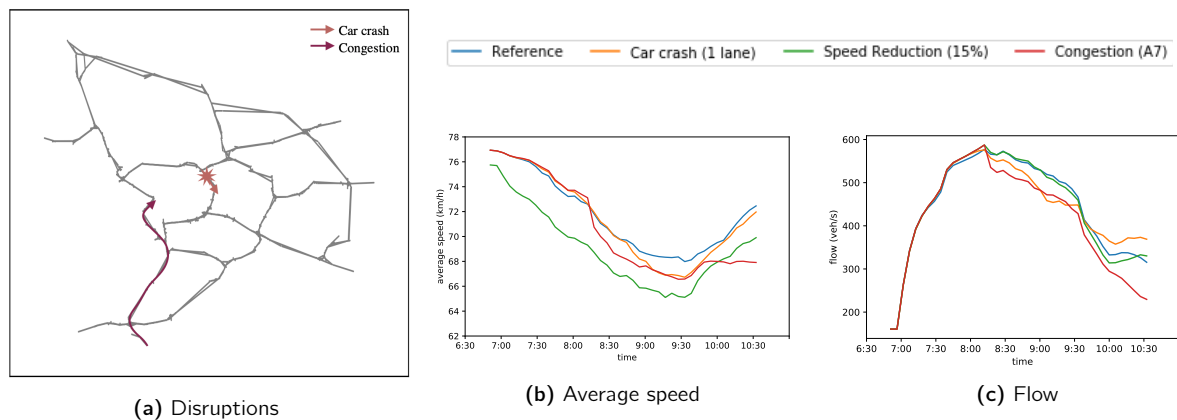 Car crash
Congestion
(a) Disruptions
Reference
Car crash (1 lane)
Speed Reduction (15%)
Congestion (A7)
78
76
74
72
70
68
66
64
62
average speed (km/h)
6:30 7:00 7:30 8:00 8:30 9:00 9:30 10:00 10:30
time
(b) Average speed
600
500
400
300
200
flow (veh/s)
6:30 7:00 7:30 8:00 8:30 9:00 9:30 10:00 10:30
time
(c) Flow